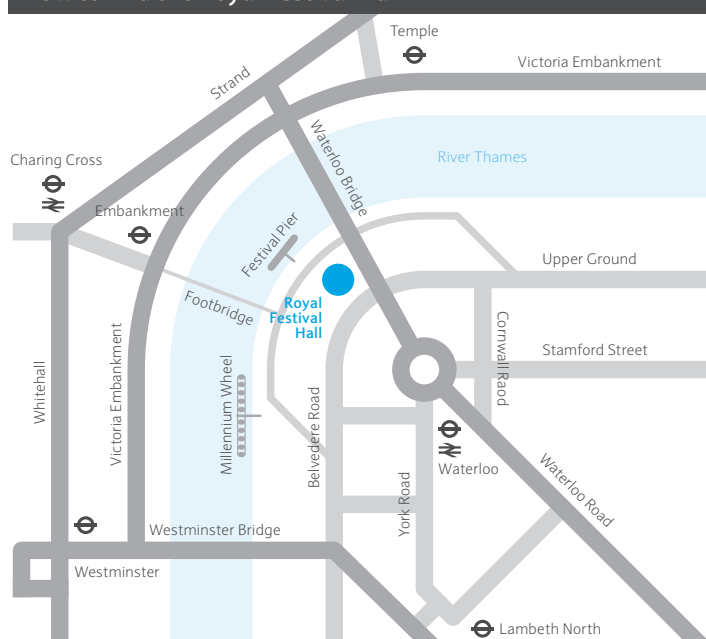 Temple
Victoria Embankment
Strand
Waterloo Bridge
River Thames
Charing Cross
Embankment
Festival Pier
Upper Ground
Royal
Festival
Hall
Footbridge
Cornwall Raod
Stamford Street
Whitehall
Victoria Embankment
Millennium Wheel
Belvedere Road
Waterloo
York Road
Waterloo Road
Westminster Bridge
Westminster
Lambeth North